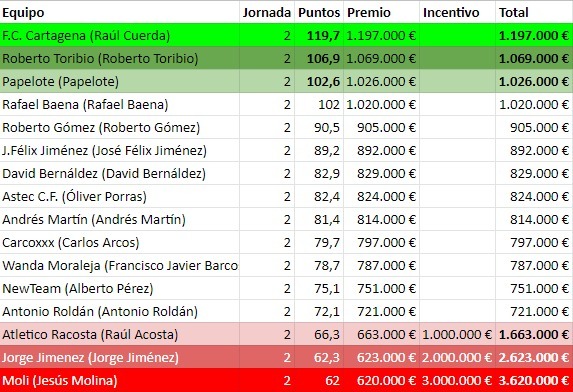 Equipo Jornada Puntos Premio Incentivo Total
F.C. Cartagena (Raúl Cuerda) 2 119,7 1.197.000 € 1.197.000 €
Roberto Toribio (Roberto Toribio) 2 106,9 1.069.000 € 1.069.000 €
Papelote (Papelote) 2 102,6 1.026.000 € 1.026.000 €
Rafael Baena (Rafael Baena) 2 102 1.020.000 € 1.020.000 €
Roberto Gómez (Roberto Gómez) 2 90,5 905.000 € 905.000 €
J.Félix Jiménez (José Félix Jiménez) 2 89,2 892.000 € 892.000 €
David Bernáldez (David Bernáldez) 2 82,9 829.000 € 829.000 €
Astec C.F. (Óliver Porras) 2 82,4 824.000 € 824.000 €
Andrés Martín (Andrés Martín) 2 81,4 814.000 € 814.000 €
Carcoxxx (Carlos Arcos) 2 79,7 797.000 € 797.000 €
Wanda Moraleja (Francisco Javier Barco 2 78,7 787.000 € 787.000 €
NewTeam (Alberto Pérez) 2 75,1 751.000 € 751.000 €
Antonio Roldán (Antonio Roldán) 2 72,1 721.000 € 721.000 €
Atletico Racosta (Raúl Acosta) 2 66,3 663.000 € 1.000.000 € 1.663.000 €
Jorge Jimenez (Jorge Jiménez) 2 62,3 623.000 € 2.000.000 € 2.623.000 €
Moli (Jesús Molina) 2 62 620.000 € 3.000.000 € 3.620.000 €